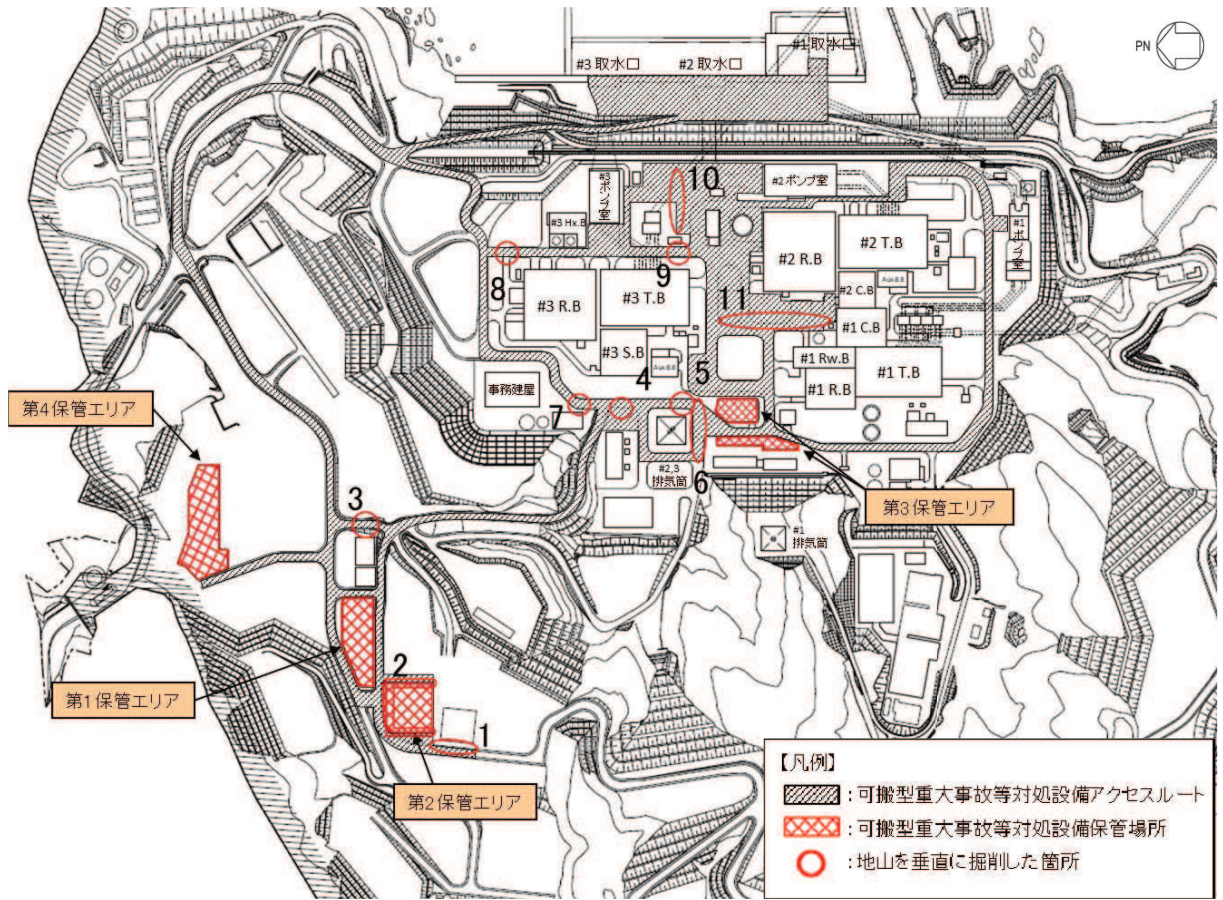 #1 取水口
#3 取水口
#2 取水口
PN
#3
ポンプ室
10
#2 ポンプ室
#3 Hx.B
#1
ポンプ室
#2 T.B
#2 R.B
8
9
#3 R.B
#3 T.B
#2 C.B
Aux.B.B
11
#1 C.B
#3 S.B
Aux.B.B
#1 Rw.B
#1 R.B
#1 T.B
事務建屋
4
5
7
第4保管エリア
#2,3
排気筒
6
第3保管エリア
3
#1
排気筒
2
第1保管エリア
1
第2保管エリア
【凡例】
:可搬型重大事故等対処設備アクセスルート
:可搬型重大事故等対処設備保管場所
:地山を垂直に掘削した箇所